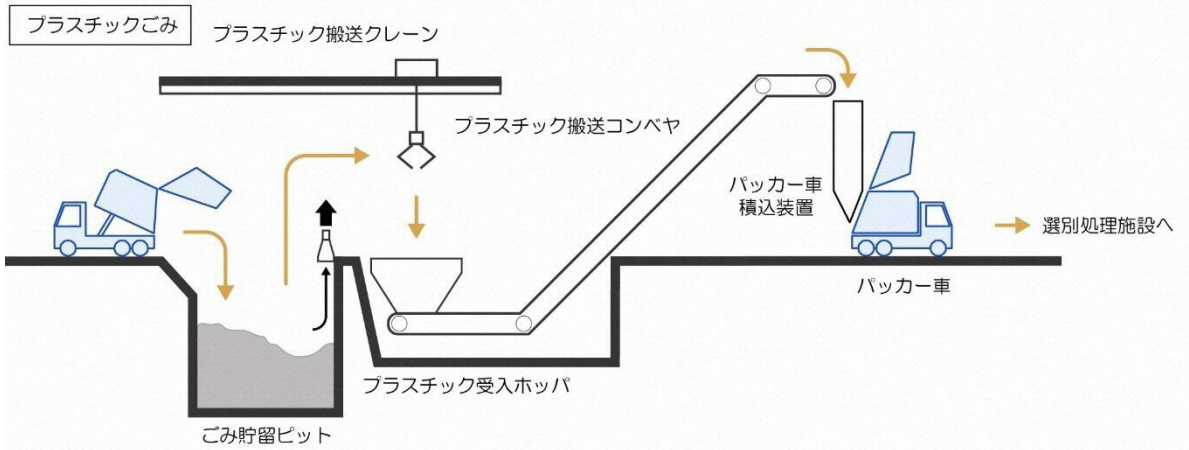 プラスチックごみ
プラスチック搬送クレーン
プラスチック搬送コンベヤ
パッカー車
積込装置
選別処理施設へ
パッカー車
プラスチック受入ホッパ
ごみ貯留ピット